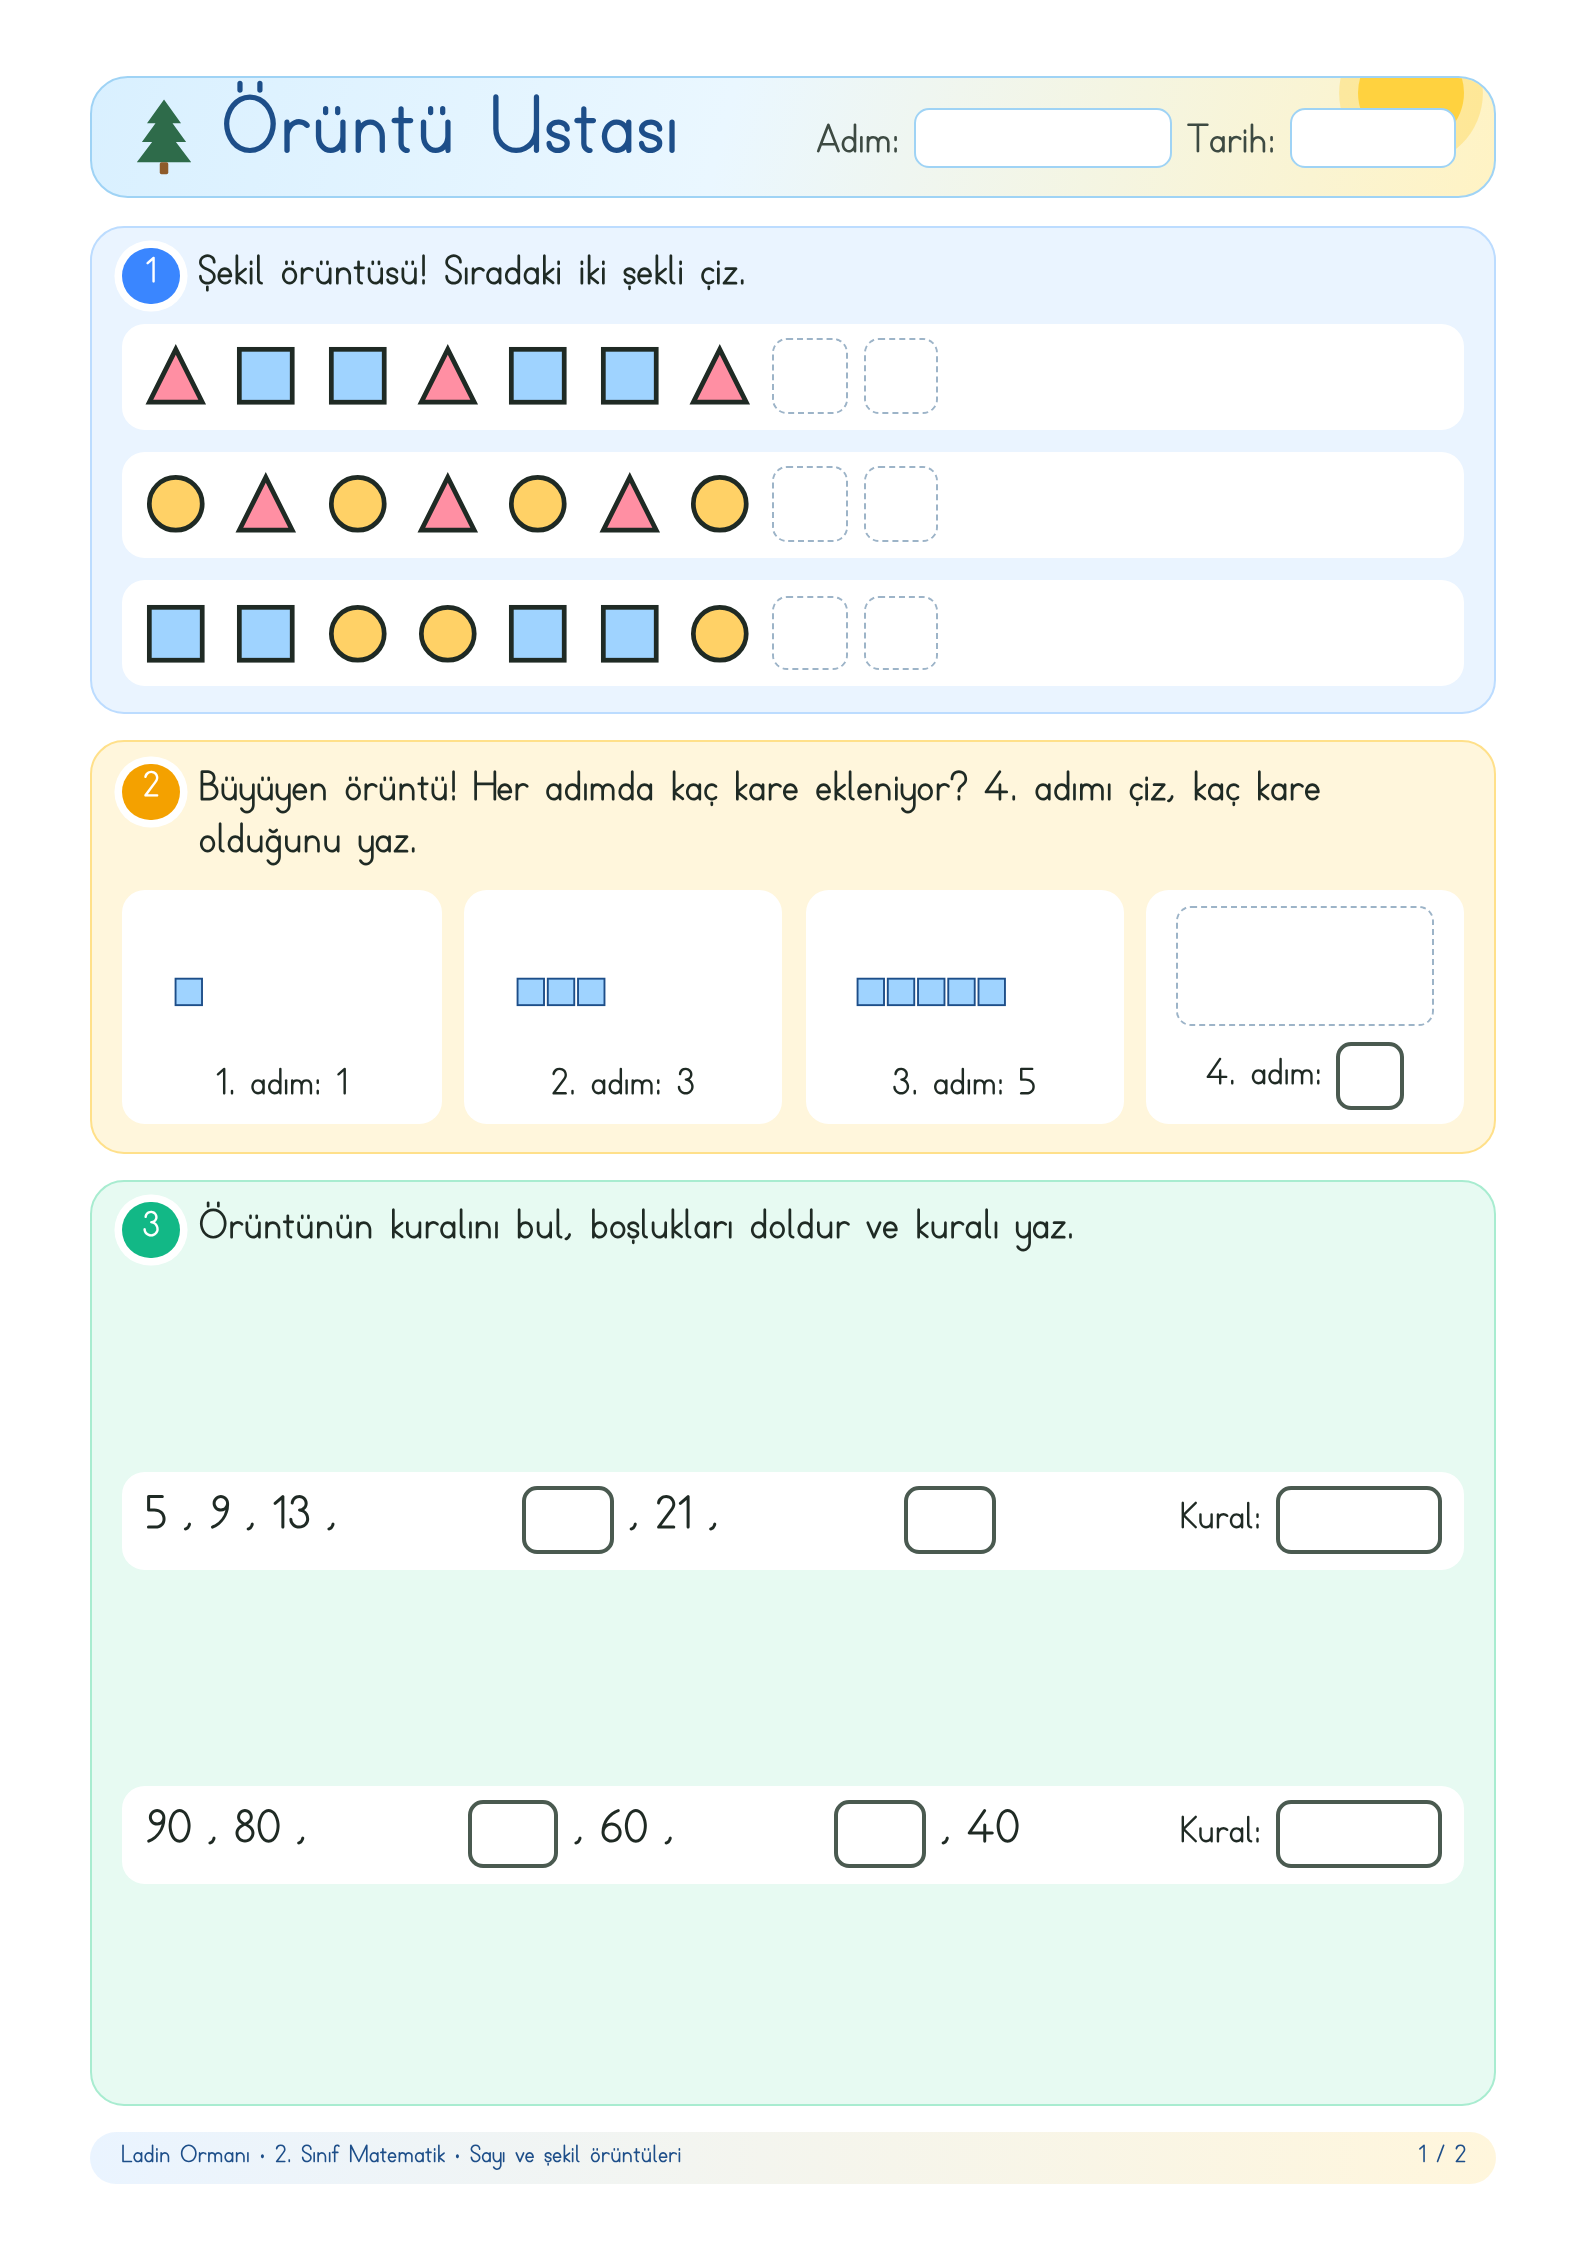 Örüntü Ustası
Adım: Tarih:
1 Şekil örüntüsü! Sıradaki iki şekli çiz.
2 Büyüyen örüntü! Her adımda kaç kare ekleniyor? 4. adımı çiz, kaç kare
olduğunu yaz.
1. adım: 1 2. adım: 3 3. adım: 5 4. adım:
3 Örüntünün kuralını bul, boşlukları doldur ve kuralı yaz.
5 , 9 , 13 , , 21 , Kural:
90 , 80 , , 60 , , 40 Kural:
Ladin Ormanı • 2. Sınıf Matematik • Sayı ve şekil örüntüleri 1 / 2